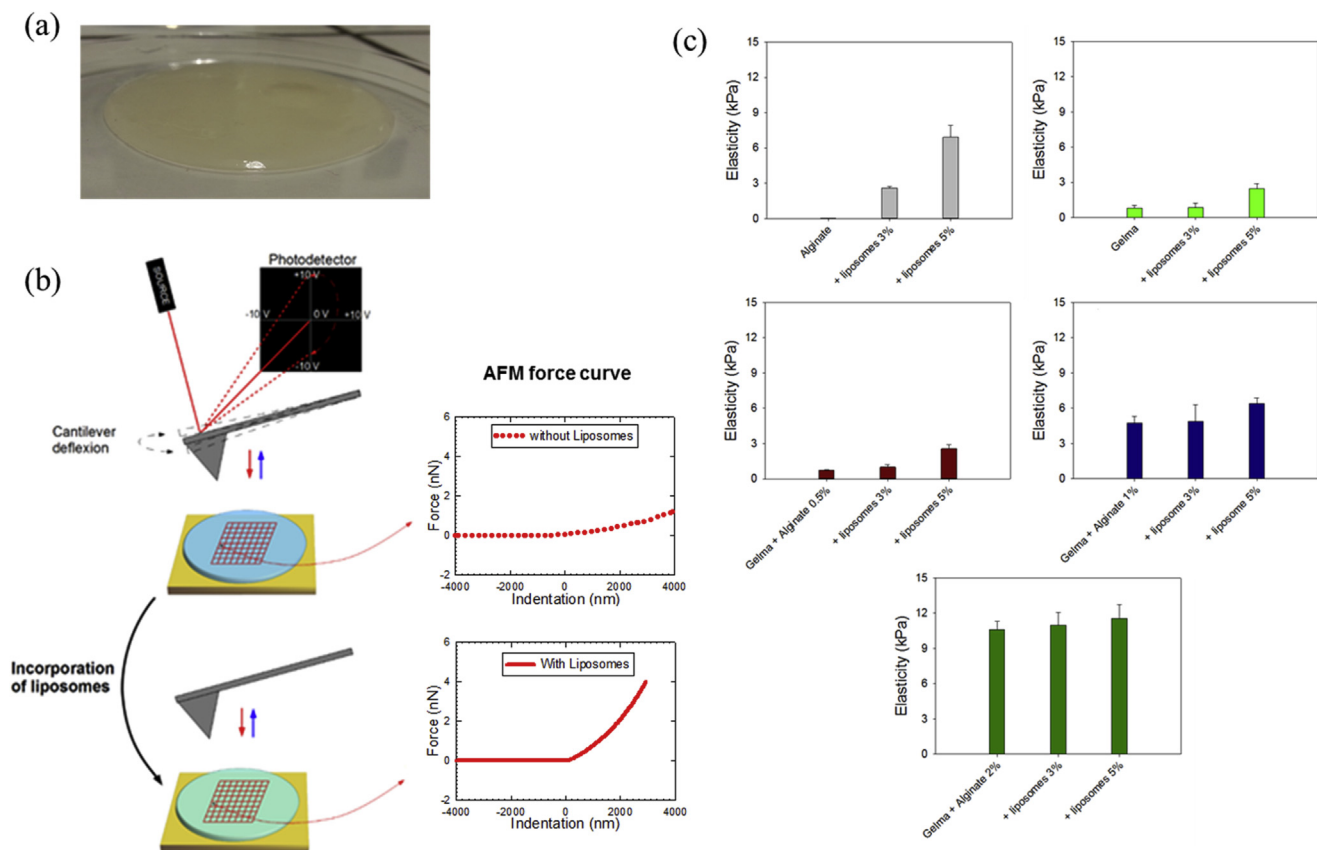 (a)
(b)
SOURCE
Photodetector
+10 V
-10 V
0 V
+10 V
-10 V
Cantilever
deflexion
Incorporation
of liposomes
AFM force curve
without Liposomes
Force (nN)
6
4
2
0
-2
-4000
-2000
0
2000
4000
Indentation (nm)
With Liposomes
Force (nN)
6
4
2
0
-2
-4000
-2000
0
2000
4000
Indentation (nm)
(c)
Elasticity (kPa)
15
12
9
6
3
0
Alginate
+ liposomes 3%
+ liposomes 5%
Elasticity (kPa)
15
12
9
6
3
0
Gelma
+ liposomes 3%
+ liposomes 5%
Elasticity (kPa)
15
12
9
6
3
0
Gelma + Alginate 0.5%
+ liposomes 3%
+ liposomes 5%
Elasticity (kPa)
15
12
9
6
3
0
Gelma + Alginate 1%
+ liposome 3%
+ liposome 5%
Elasticity (kPa)
15
12
9
6
3
0
Gelma + Alginate 2%
+ liposomes 3%
+ liposomes 5%